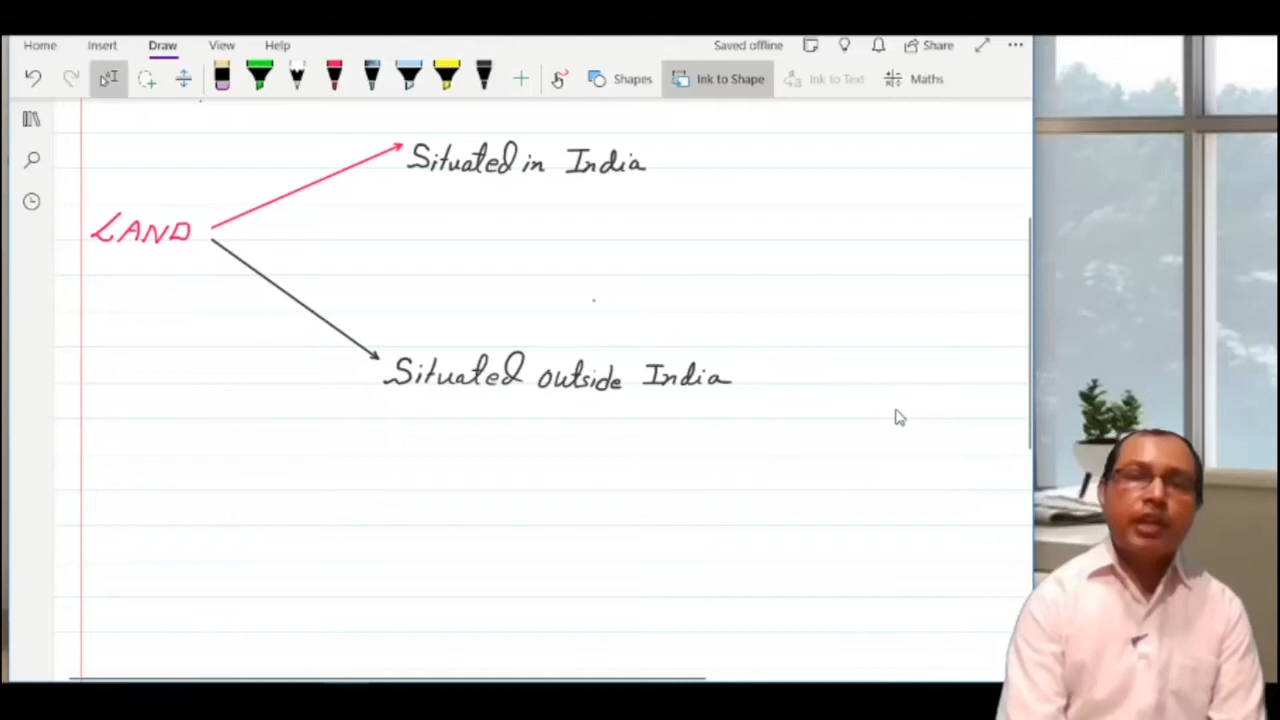 Home Insert Draw View Help Saved offline Share
Shapes Ink to Shape Ink to Text Maths
Situated in India
LAND
Situated outside India